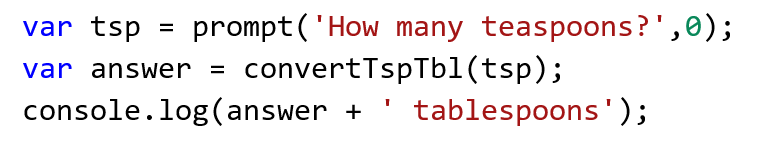 var tsp = prompt('How many teaspoons?',0);
var answer = convertTspTbl(tsp);
console.log(answer + ' tablespoons');